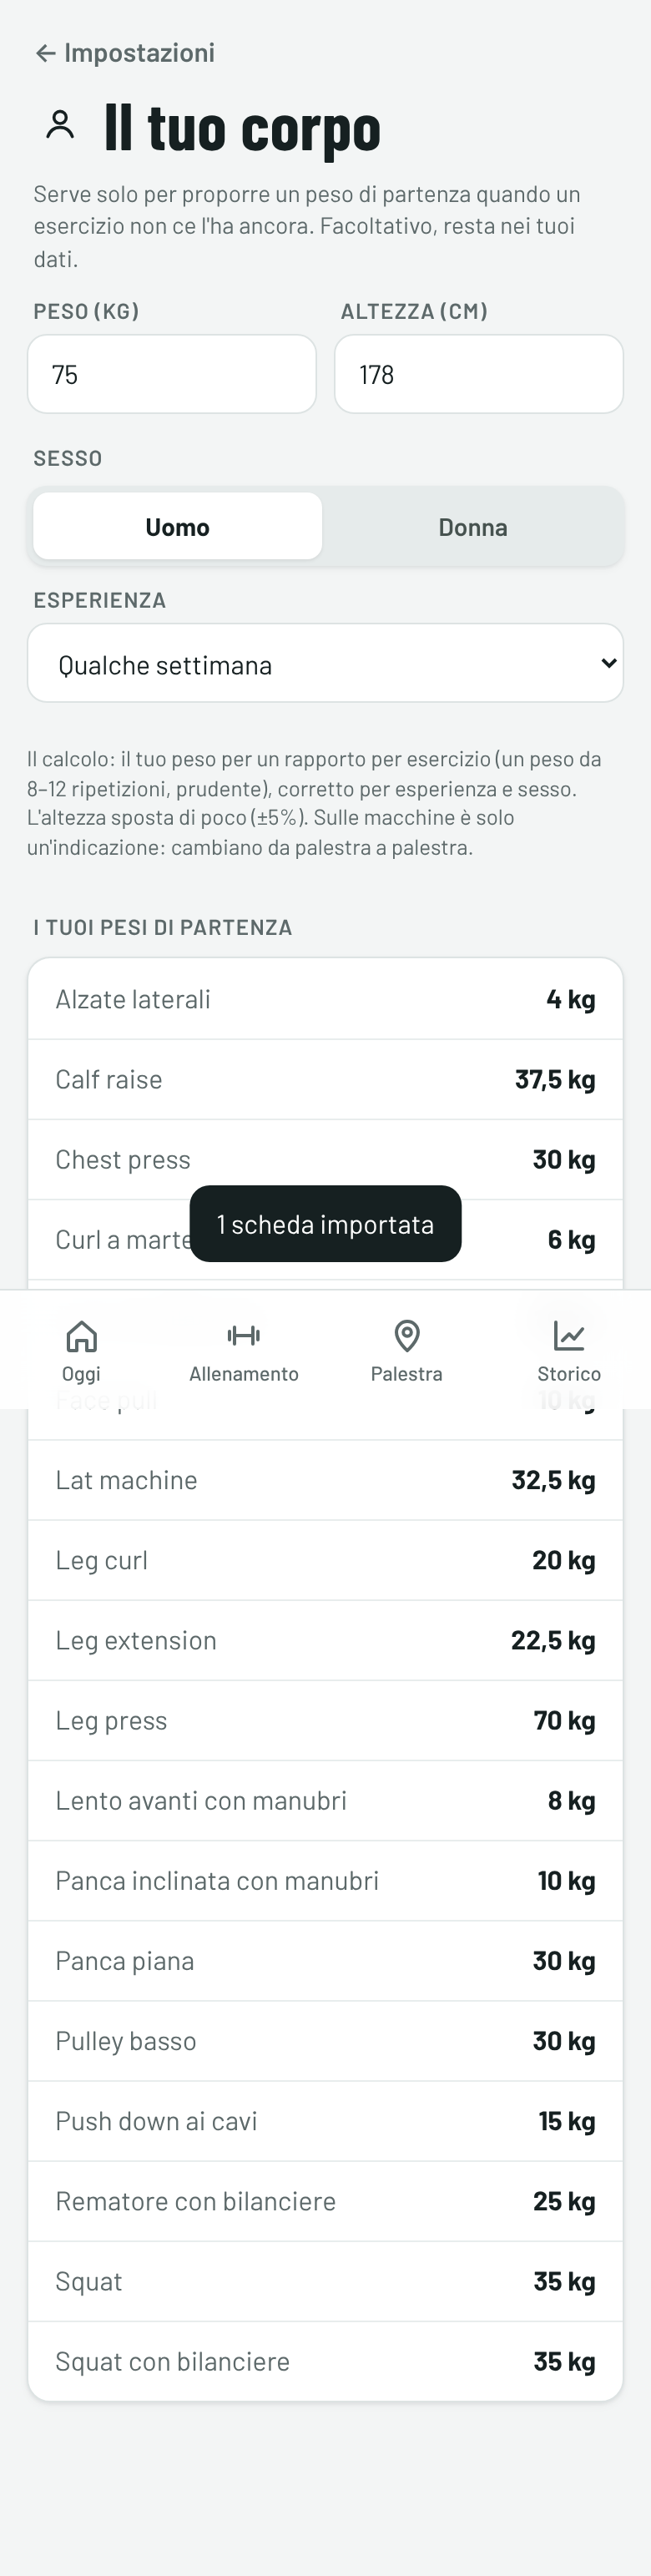 ← Impostazioni
Il tuo corpo
Serve solo per proporre un peso di partenza quando un
esercizio non ce l'ha ancora. Facoltativo, resta nei tuoi
dati.
PESO (KG)
ALTEZZA (CM)
75
178
SESSO
Uomo
Donna
ESPERIENZA
Qualche settimana
Il calcolo: il tuo peso per un rapporto per esercizio (un peso da
8–12 ripetizioni, prudente), corretto per esperienza e sesso.
L'altezza sposta di poco (±5%). Sulle macchine è solo
un'indicazione: cambiano da palestra a palestra.
I TUOI PESI DI PARTENZA
Alzate laterali 4 kg
Calf raise 37,5 kg
Chest press 30 kg
1 scheda importata
Curl a marte 6 kg
Oggi
Allenamento
Palestra
Storico
Face pull 10 kg
Lat machine 32,5 kg
Leg curl 20 kg
Leg extension 22,5 kg
Leg press 70 kg
Lento avanti con manubri 8 kg
Panca inclinata con manubri 10 kg
Panca piana 30 kg
Pulley basso 30 kg
Push down ai cavi 15 kg
Rematore con bilanciere 25 kg
Squat 35 kg
Squat con bilanciere 35 kg